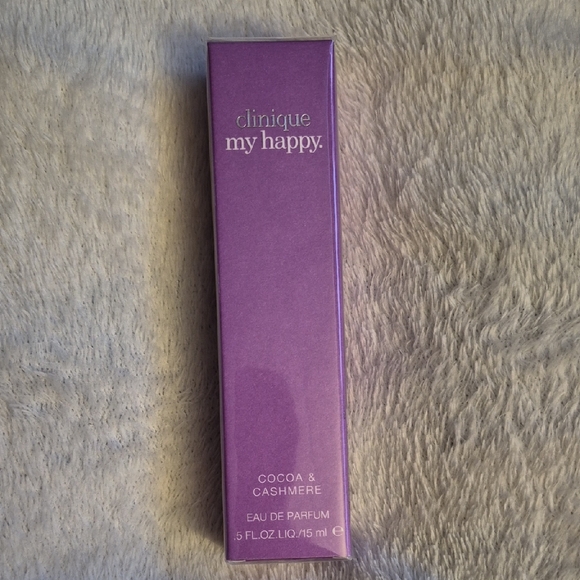 clinique
my happy.
COCOA &
CASHMERE
EAU DE PARFUM
.5 FL.OZ.LIQ./15 ml ℮